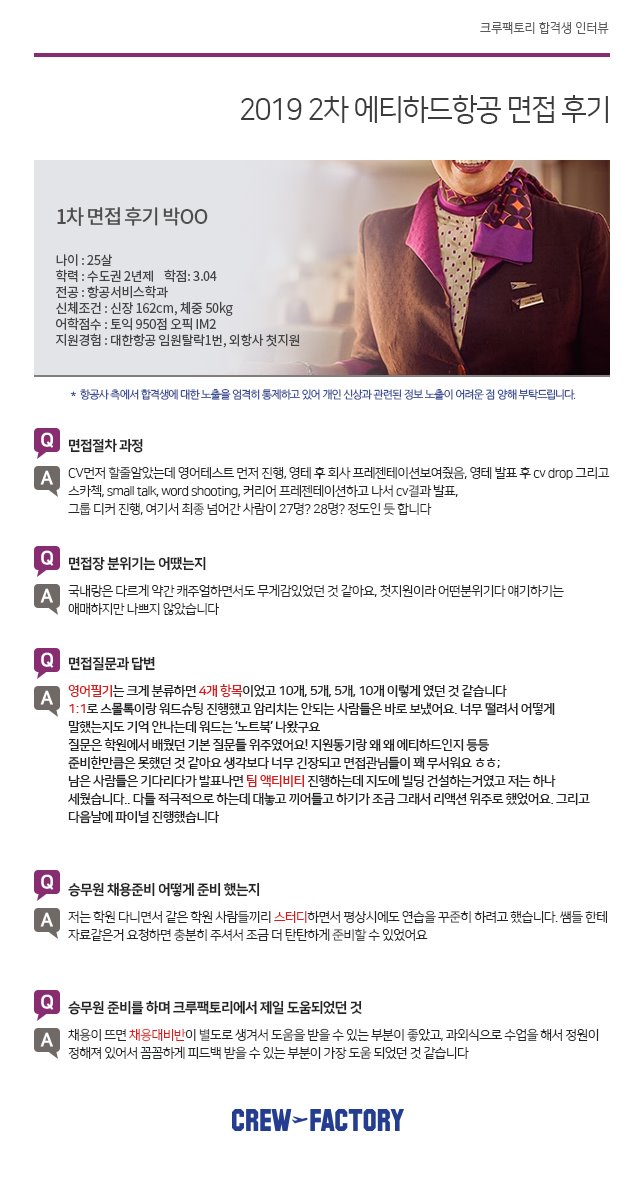 크루팩토리 합격생 인터뷰
2019 2차 에티하드항공 면접 후기
1차 면접 후기 박OO
나이 : 25살
학력 : 수도권 2년제 학점: 3.04
전공 : 항공서비스학과
신체조건 : 신장 162cm, 체중 50kg
어학점수 : 토익 950점 오픽 IM2
지원경험 : 대한항공 임원탈락1번, 외항사 첫지원
* 항공사 측에서 합격생에 대한 노출을 엄격히 통제하고 있어 개인 신상과 관련된 정보 노출이 어려운 점 양해 부탁드립니다.
Q 면접절차 과정
A CV먼저 할줄알았는데 영어테스트 먼저 진행, 영테 후 회사 프레젠테이션보여줬음, 영테 발표 후 cv drop 그리고
스카첵, small talk, word shooting, 커리어 프레젠테이션하고 나서 cv결과 발표,
그룹 디커 진행, 여기서 최종 넘어간 사람이 27명? 28명? 정도인 듯 합니다
Q 면접장 분위기는 어땠는지
A 국내랑은 다르게 약간 캐주얼하면서도 무게감있었던 것 같아요, 첫지원이라 어떤분위기다 얘기하기는
애매하지만 나쁘지 않았습니다
Q 면접질문과 답변
A 영어필기는 크게 분류하면 4개 항목이었고 10개, 5개, 5개, 10개 이렇게 였던 것 같습니다
1:1로 스몰톡이랑 워드슈팅 진행했고 암리치는 안되는 사람들은 바로 보냈어요. 너무 떨려서 어떻게
말했는지도 기억 안나는데 워드는 '노트북' 나왔구요
질문은 학원에서 배웠던 기본 질문들 위주였어요! 지원동기랑 왜 왜 에티하드인지 등등
준비한만큼은 못했던 것 같아요 생각보다 너무 긴장되고 면접관님들이 꽤 무서워요 ㅎㅎ;
남은 사람들은 기다리다가 발표나면 팀 액티비티 진행하는데 지도에 빌딩 건설하는거였고 저는 하나
세웠습니다.. 다들 적극적으로 하는데 대놓고 끼어들고 하기가 조금 그래서 리액션 위주로 했었어요. 그리고
다음날에 파이널 진행했습니다
Q 승무원 채용준비 어떻게 준비 했는지
A 저는 학원 다니면서 같은 학원 사람들끼리 스터디하면서 평상시에도 연습을 꾸준히 하려고 했습니다. 쌤들 한테
자료같은거 요청하면 충분히 주셔서 조금 더 탄탄하게 준비할 수 있었어요
Q 승무원 준비를 하며 크루팩토리에서 제일 도움되었던 것
A 채용이 뜨면 채용대비반이 별도로 생겨서 도움을 받을 수 있는 부분이 좋았고, 과외식으로 수업을 해서 정원이
정해져 있어서 꼼꼼하게 피드백 받을 수 있는 부분이 가장 도움 되었던 것 같습니다
CREW FACTORY